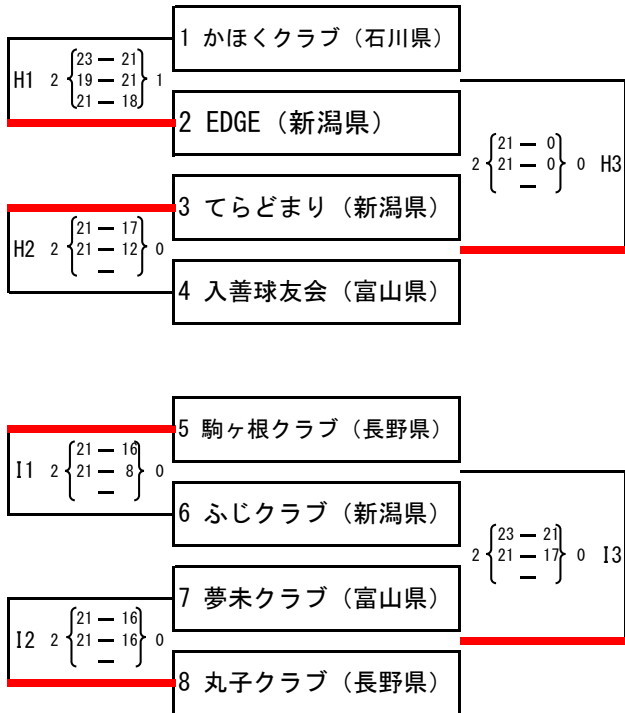 1 かほくクラブ（石川県）
H1 2 23 ― 21 1
19 ― 21
21 ― 18
2 EDGE（新潟県）
2 21 ― 0 0 H3
21 ― 0
―
3 てらどまり（新潟県）
H2 2 21 ― 17 0
21 ― 12
―
4 入善球友会（富山県）
5 駒ヶ根クラブ（長野県）
I1 2 21 ― 16 0
21 ― 8
―
6 ふじクラブ（新潟県）
2 23 ― 21 0 I3
21 ― 17
―
7 夢未クラブ（富山県）
I2 2 21 ― 16 0
21 ― 16
―
8 丸子クラブ（長野県）